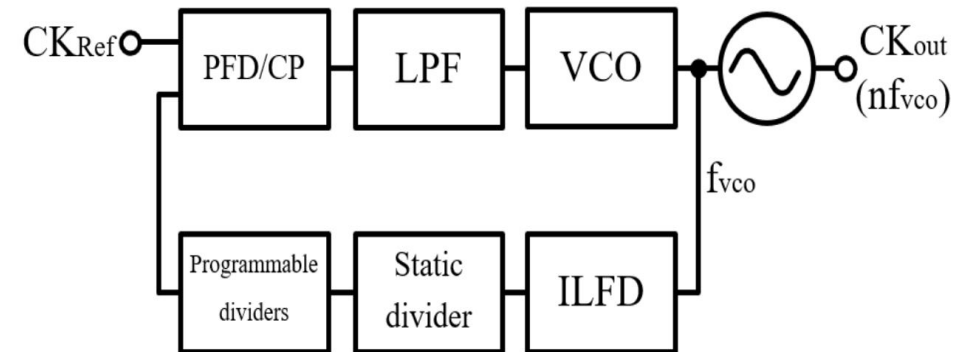 CKRef
PFD/CP
LPF
VCO
CKout
(nfvco)
fvco
Programmable
dividers
Static
divider
ILFD